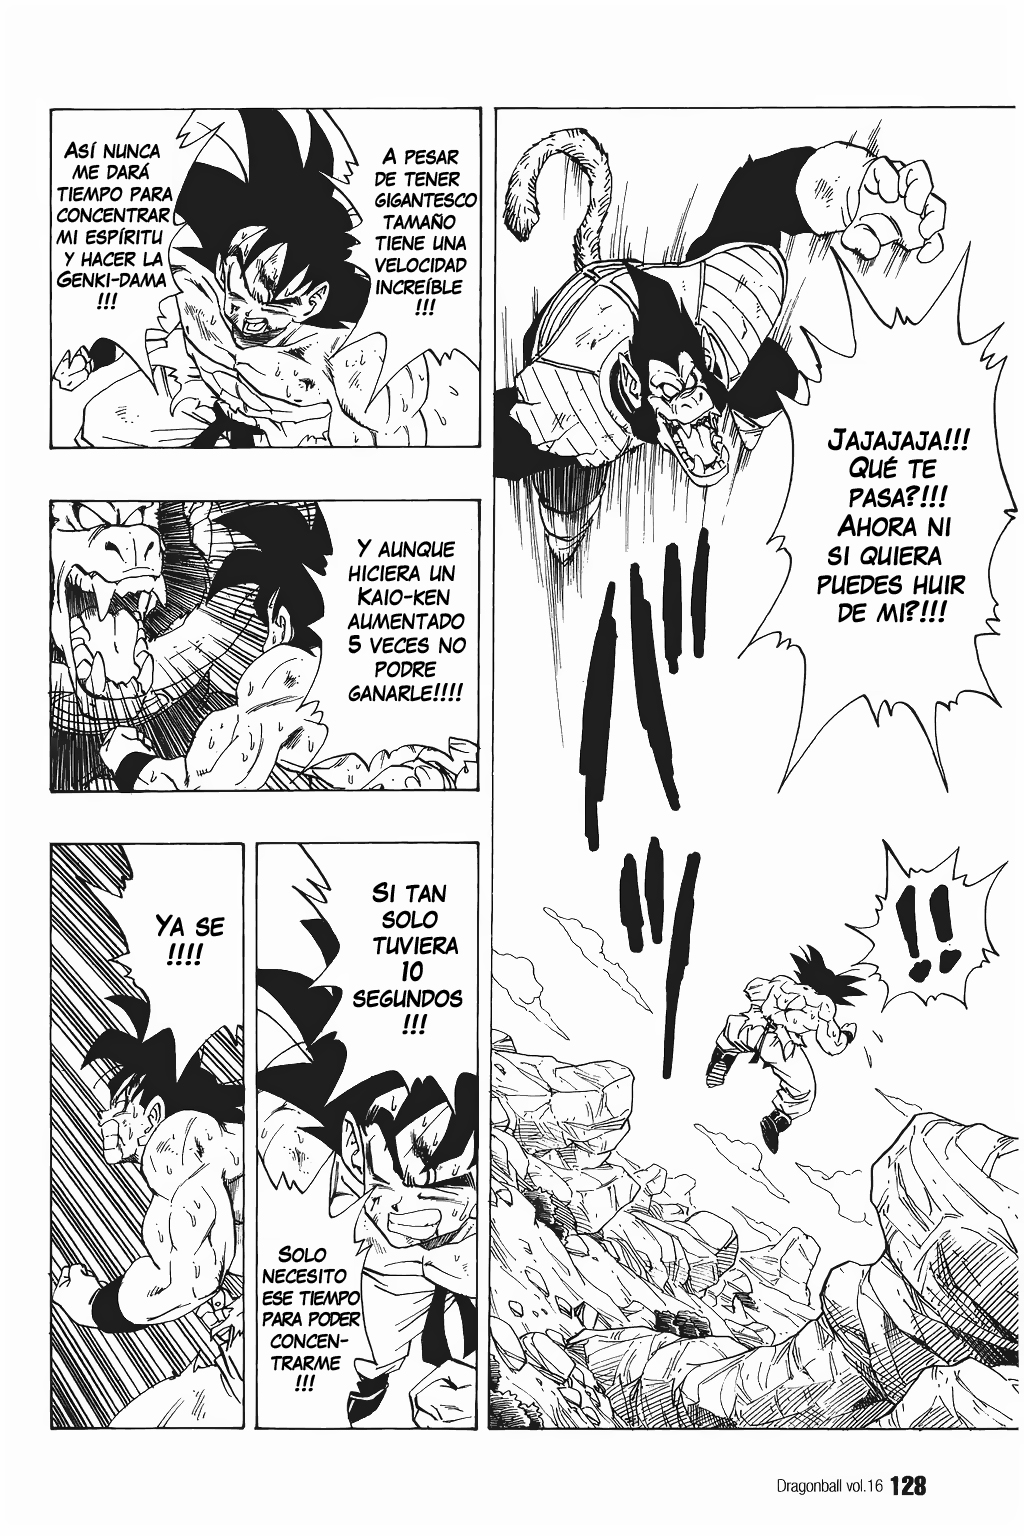 JAJAJAJA!!!
QUÉ TE
PASA?!!!
AHORA NI
SI QUIERA
PUEDES HUIR
DE MI?!!!
!!
A PESAR
DE TENER
GIGANTESCO
TAMAÑO
TIENE UNA
VELOCIDAD
INCREÍBLE
!!!
ASÍ NUNCA
ME DARÁ
TIEMPO PARA
CONCENTRAR
MI ESPÍRITU
Y HACER LA
GENKI-DAMA
!!!
Y AUNQUE
HICIERA UN
KAIO-KEN
AUMENTADO
5 VECES NO
PODRE
GANARLE!!!!
SI TAN
SOLO
TUVIERA
10
SEGUNDOS
!!!
SOLO
NECESITO
ESE TIEMPO
PARA PODER
CONCEN-
TRARME
!!!
YA SE
!!!!
Dragonball vol.16 128